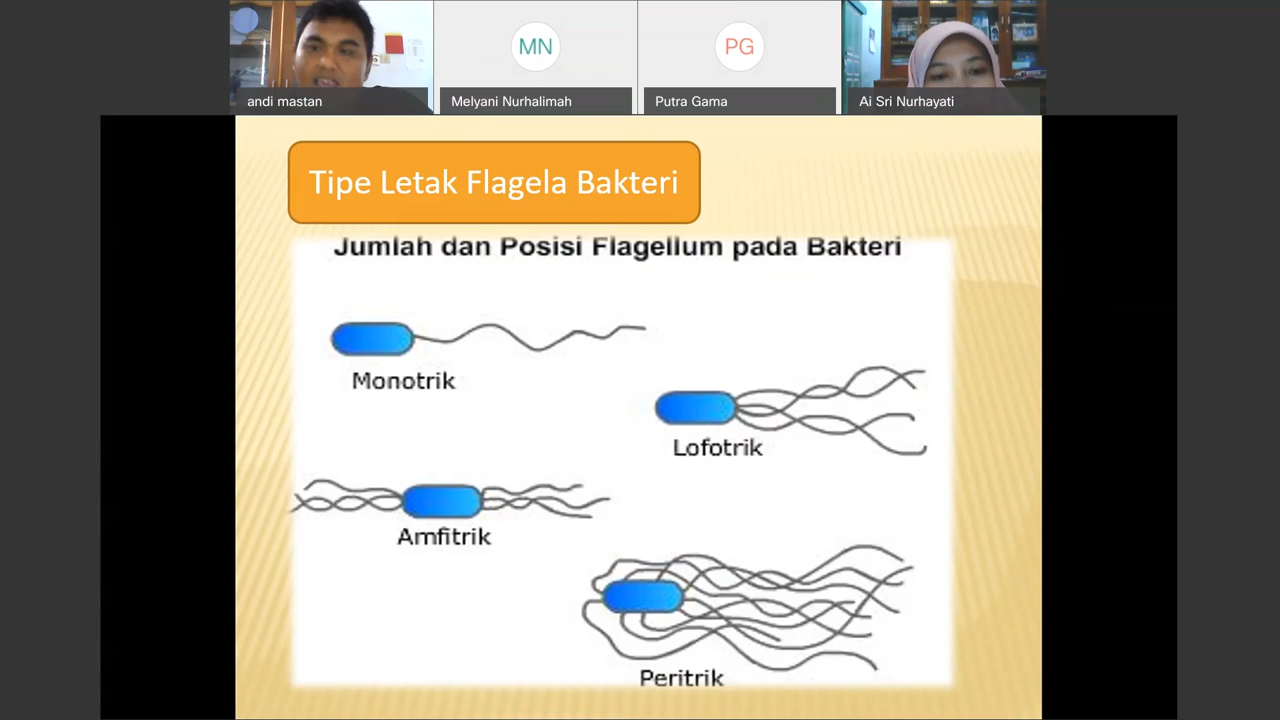 MN
PG
andi mastan
Melyani Nurhalimah
Putra Gama
Ai Sri Nurhayati
Tipe Letak Flagela Bakteri
Jumlah dan Posisi Flagellum pada Bakteri
Monotrik
Lofotrik
Amfitrik
Peritrik